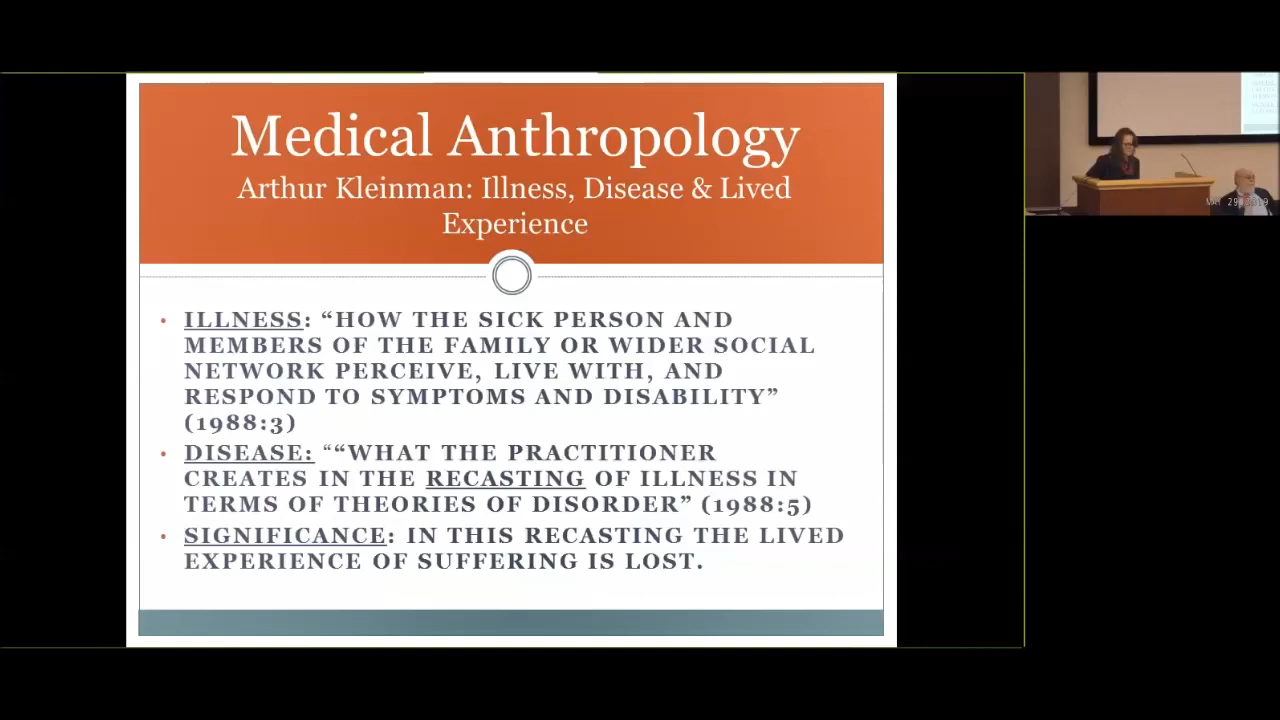 Medical Anthropology
Arthur Kleinman: Illness, Disease & Lived
Experience
• ILLNESS: “HOW THE SICK PERSON AND
MEMBERS OF THE FAMILY OR WIDER SOCIAL
NETWORK PERCEIVE, LIVE WITH, AND
RESPOND TO SYMPTOMS AND DISABILITY”
(1988:3)
• DISEASE: ““WHAT THE PRACTITIONER
CREATES IN THE RECASTING OF ILLNESS IN
TERMS OF THEORIES OF DISORDER” (1988:5)
• SIGNIFICANCE: IN THIS RECASTING THE LIVED
EXPERIENCE OF SUFFERING IS LOST.